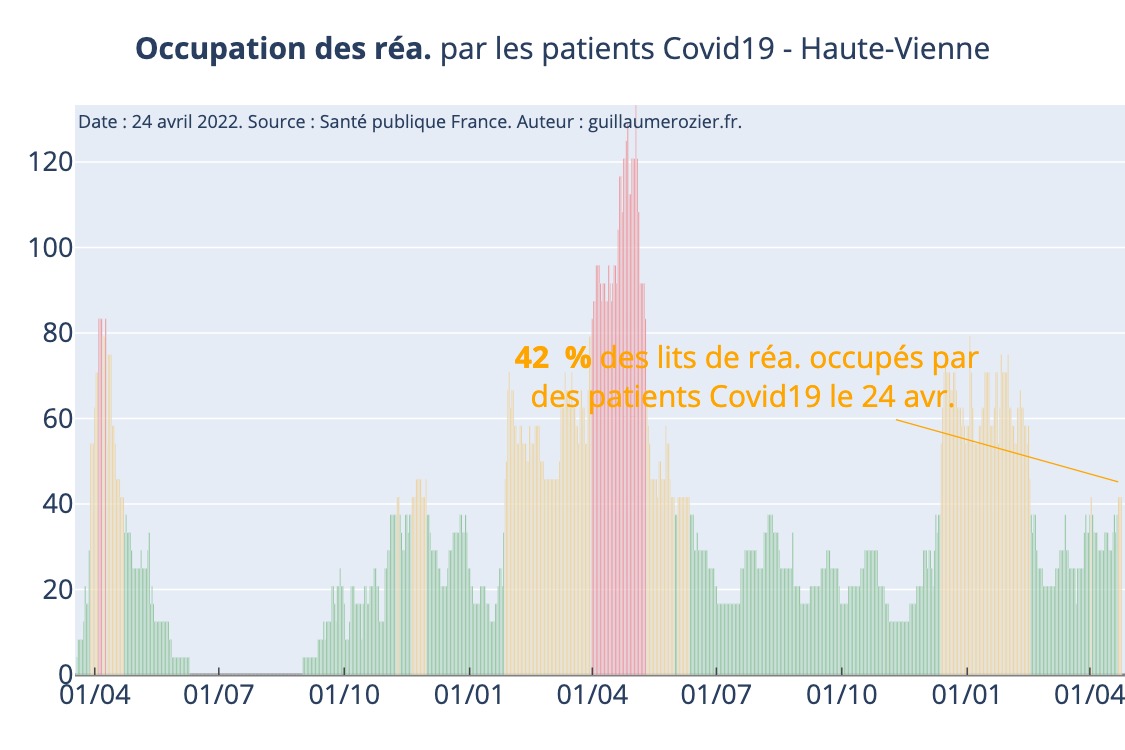 Occupation des réa. par les patients Covid19 - Haute-Vienne
Date : 24 avril 2022. Source : Santé publique France. Auteur : guillaumerozier.fr.
120
100
80
42 % des lits de réa. occupés par
des patients Covid19 le 24 avr.
60
40
20
0
01/04 01/07 01/10 01/01 01/04 01/07 01/10 01/01 01/04